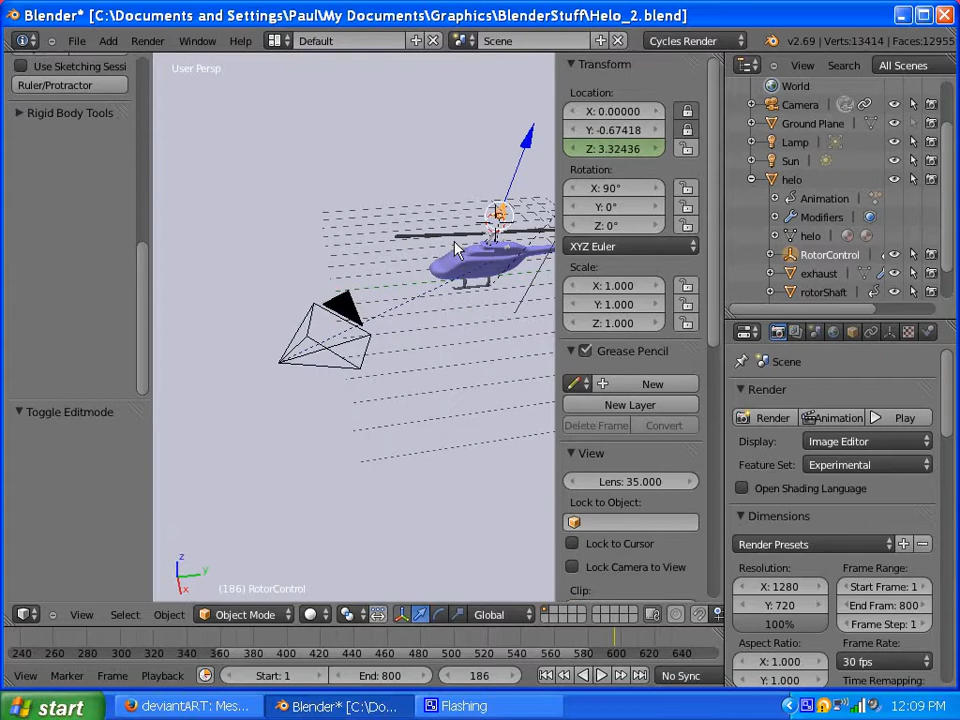 Blender* [C:\Documents and Settings\Paul\My Documents\Graphics\BlenderStuff\Helo_2.blend]
File Add Render Window Help Default Scene Cycles Render v2.69 | Verts:13414 | Faces:12955
Use Sketching Sessi
Ruler/Protractor
Rigid Body Tools
Toggle Editmode
User Persp
(186) RotorControl
z
y
x
Transform
Location:
X: 0.00000
Y: -0.67418
Z: 3.32436
Rotation:
X: 90°
Y: 0°
Z: 0°
XYZ Euler
Scale:
X: 1.000
Y: 1.000
Z: 1.000
Grease Pencil
New
New Layer
Delete Frame Convert
View
Lens: 35.000
Lock to Object:
Lock to Cursor
Lock Camera to View
View Search All Scenes
World
Camera
Ground Plane
Lamp
Sun
helo
Animation
Modifiers
helo
RotorControl
exhaust
rotorShaft
Scene
Render
Render Animation Play
Display: Image Editor
Feature Set: Experimental
Open Shading Language
Dimensions
Render Presets
Resolution: Frame Range:
X: 1280 Start Frame: 1
Y: 720 End Fram: 800
100% Frame Step: 1
Aspect Ratio: Frame Rate:
X: 1.000 30 fps
Y: 1.000 Time Remapping:
View Select Object Object Mode Global
240 260 280 300 320 340 360 380 400 420 440 460 480 500 520 540 560 580 600 620 640
View Marker Frame Playback Start: 1 End: 800 186 No Sync
start deviantART: Mes... Blender* [C:\Do... Flashing 12:09 PM